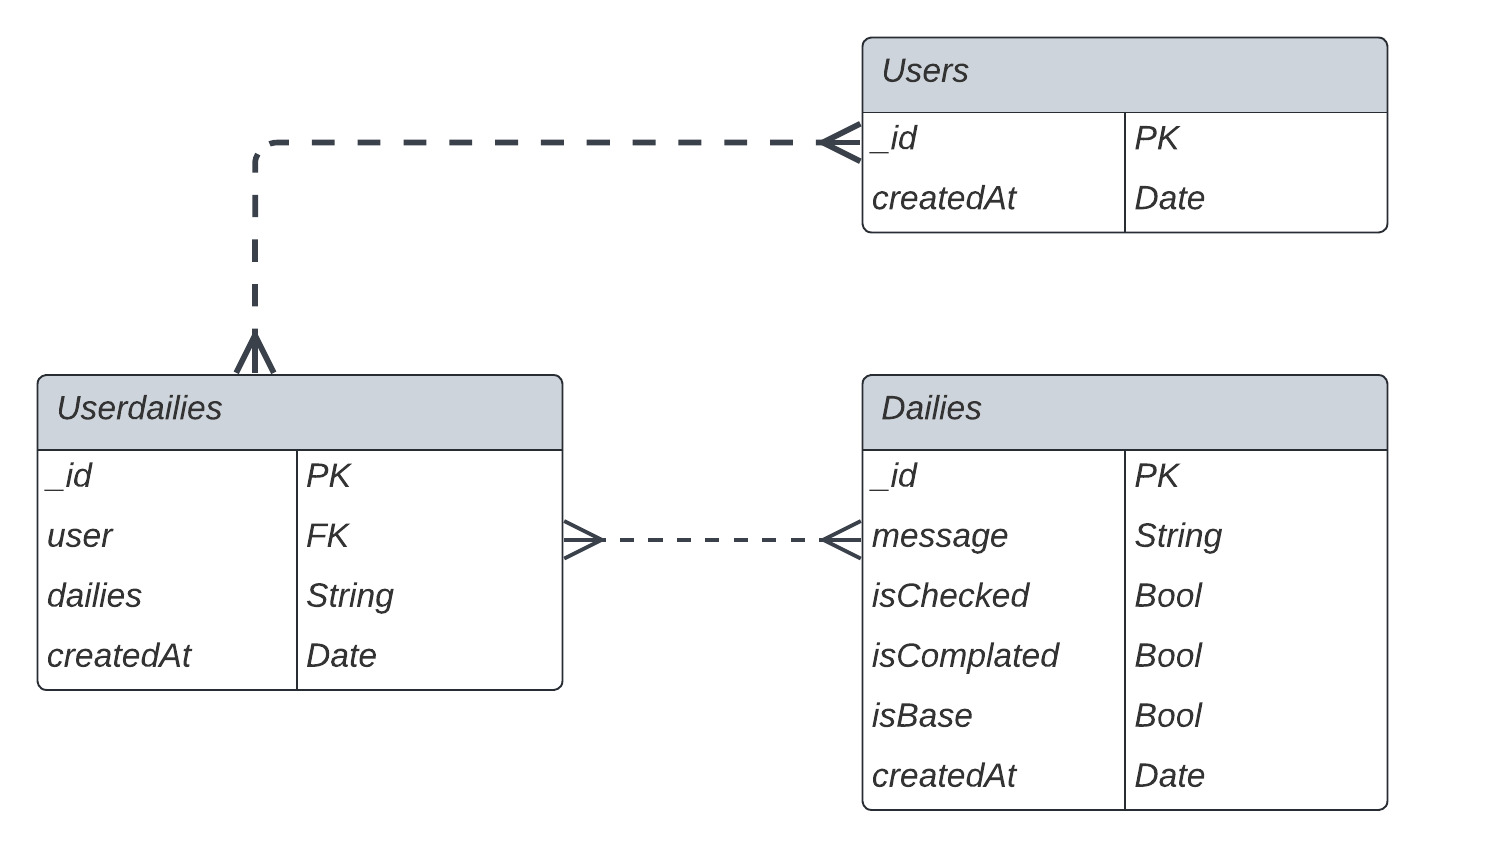 Users
_id PK
createdAt Date
Userdailies
_id PK
user FK
dailies String
createdAt Date
Dailies
_id PK
message String
isChecked Bool
isComplated Bool
isBase Bool
createdAt Date